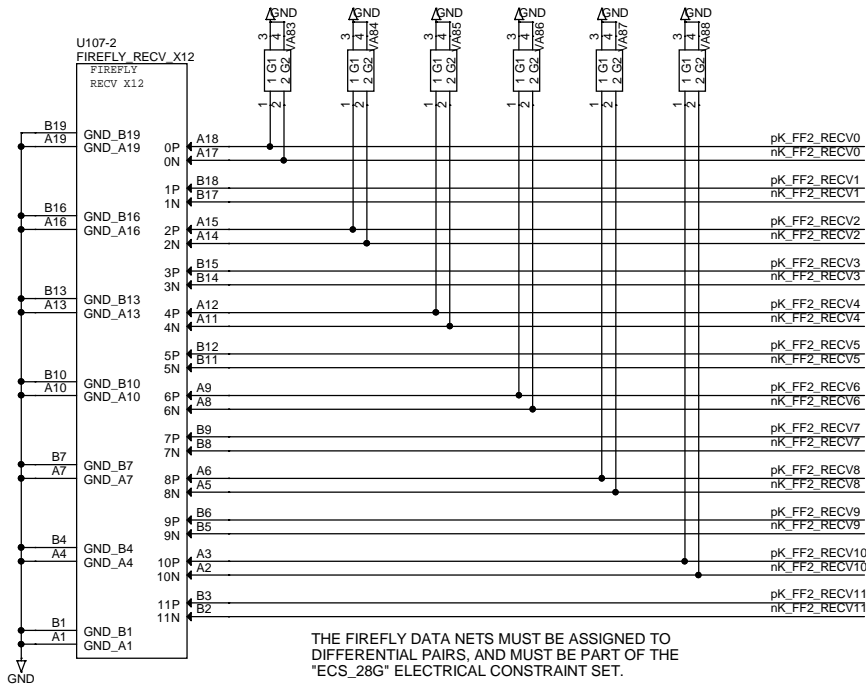 GND GND GND GND GND GND
3 4 VA83 3 4 VA84 3 4 VA85 3 4 VA86 3 4 VA87 3 4 VA88
1 G1 2 G2 1 G1 2 G2 1 G1 2 G2 1 G1 2 G2 1 G1 2 G2 1 G1 2 G2
1 2 1 2 1 2 1 2 1 2 1 2
U107-2
FIREFLY_RECV_X12
FIREFLY
RECV X12
B19 GND_B19
A19 GND_A19 0P A18 pK_FF2_RECV0
0N A17 nK_FF2_RECV0
1P B18 pK_FF2_RECV1
1N B17 nK_FF2_RECV1
B16 GND_B16
A16 GND_A16 2P A15 pK_FF2_RECV2
2N A14 nK_FF2_RECV2
3P B15 pK_FF2_RECV3
3N B14 nK_FF2_RECV3
B13 GND_B13
A13 GND_A13 4P A12 pK_FF2_RECV4
4N A11 nK_FF2_RECV4
5P B12 pK_FF2_RECV5
5N B11 nK_FF2_RECV5
B10 GND_B10
A10 GND_A10 6P A9 pK_FF2_RECV6
6N A8 nK_FF2_RECV6
7P B9 pK_FF2_RECV7
7N B8 nK_FF2_RECV7
B7 GND_B7
A7 GND_A7 8P A6 pK_FF2_RECV8
8N A5 nK_FF2_RECV8
9P B6 pK_FF2_RECV9
9N B5 nK_FF2_RECV9
B4 GND_B4
A4 GND_A4 10P A3 pK_FF2_RECV10
10N A2 nK_FF2_RECV10
11P B3 pK_FF2_RECV11
11N B2 nK_FF2_RECV11
B1 GND_B1
A1 GND_A1
GND
THE FIREFLY DATA NETS MUST BE ASSIGNED TO
DIFFERENTIAL PAIRS, AND MUST BE PART OF THE
"ECS_28G" ELECTRICAL CONSTRAINT SET.